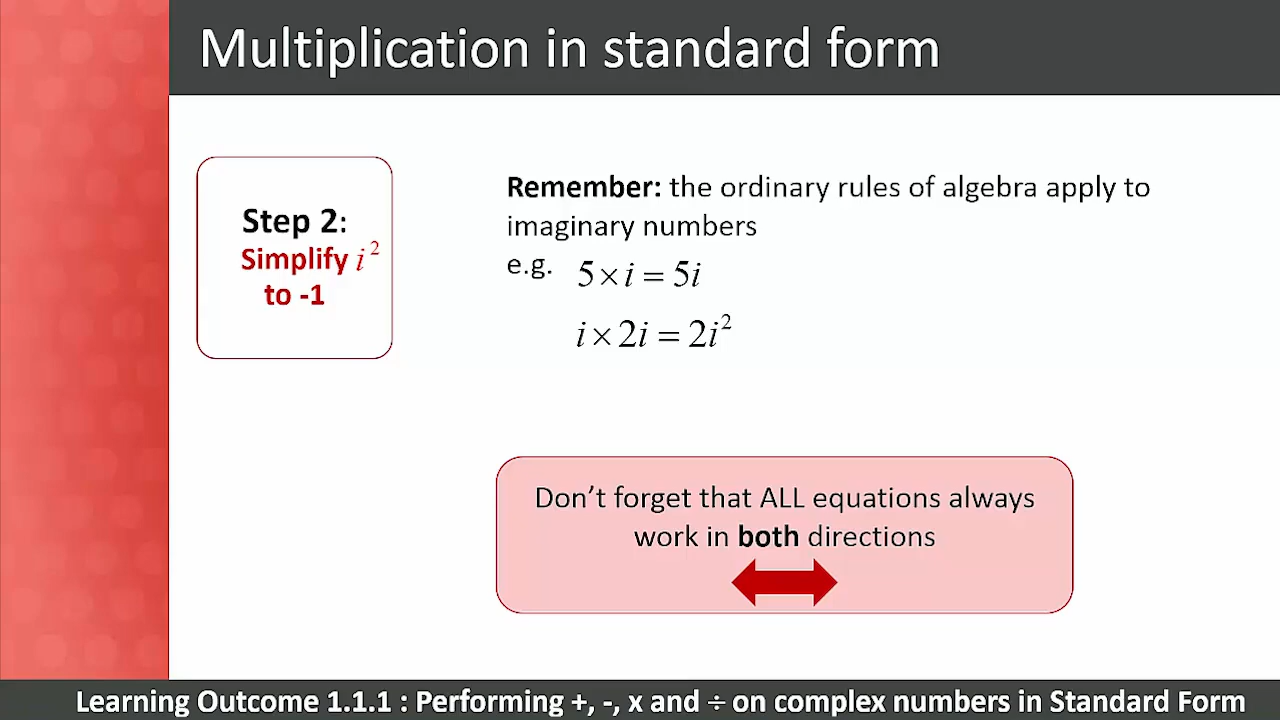 Multiplication in standard form
Step 2:
Simplify i²
to -1
Remember: the ordinary rules of algebra apply to
imaginary numbers
e.g. 5 × i = 5i
i × 2i = 2i²
Don’t forget that ALL equations always
work in both directions
Learning Outcome 1.1.1 : Performing +, -, x and ÷ on complex numbers in Standard Form